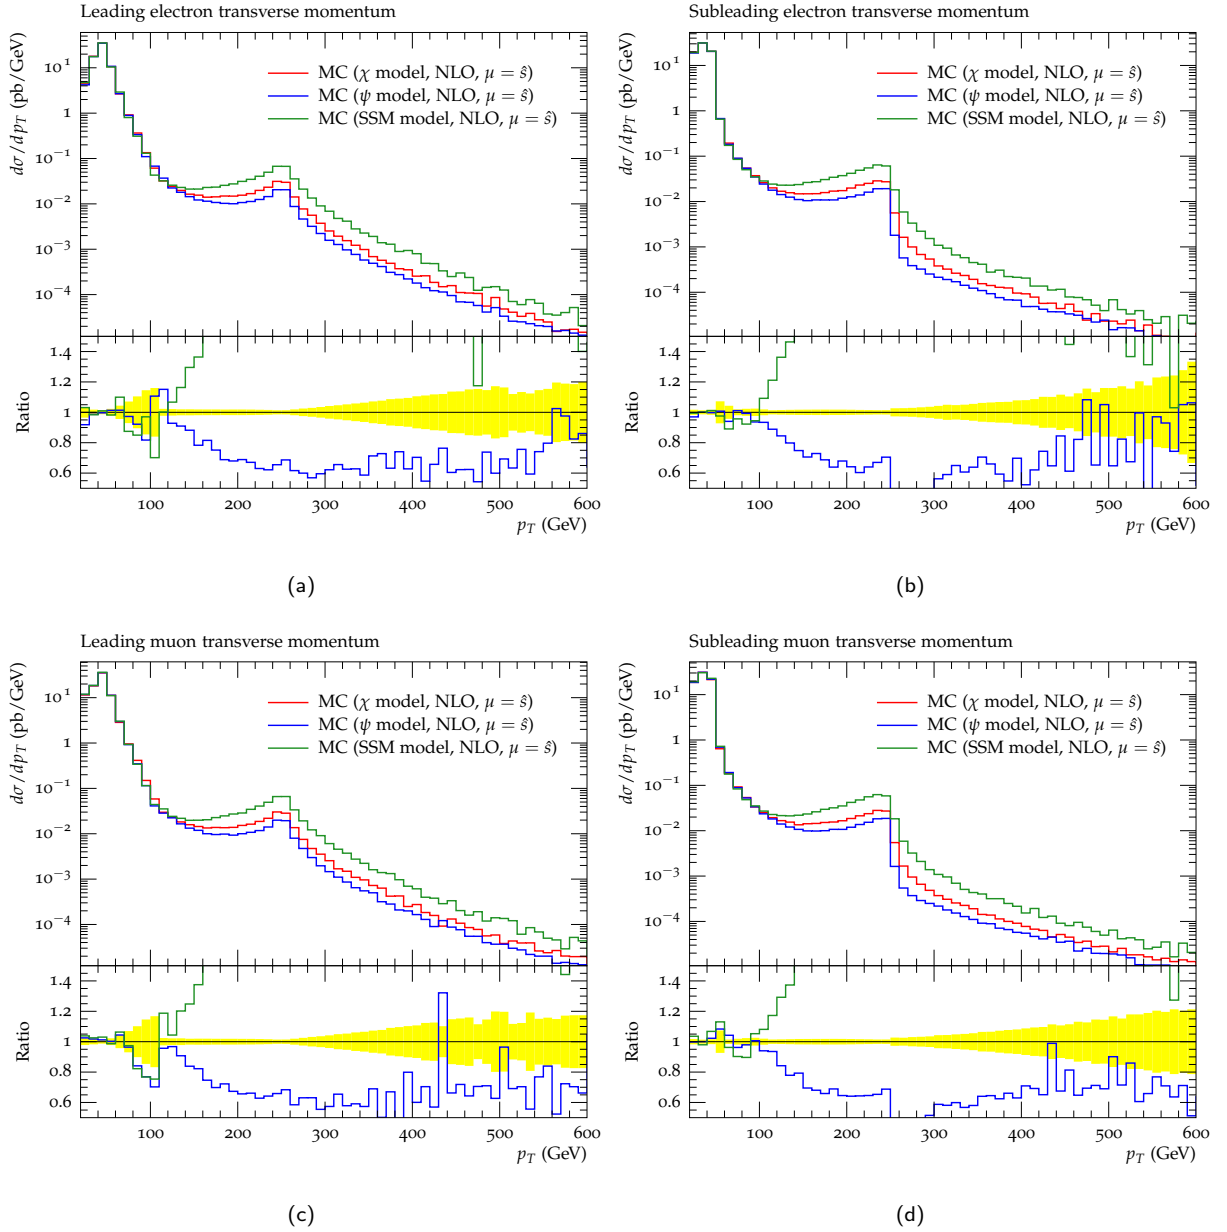 Leading electron transverse momentum
dσ/dp_T (pb/GeV)
MC (χ model, NLO, μ = ŝ)
MC (ψ model, NLO, μ = ŝ)
MC (SSM model, NLO, μ = ŝ)
10^1
1
10^−1
10^−2
10^−3
10^−4
Ratio
1.4
1.2
1
0.8
0.6
100 200 300 400 500 600
p_T (GeV)
(a)
Subleading electron transverse momentum
dσ/dp_T (pb/GeV)
MC (χ model, NLO, μ = ŝ)
MC (ψ model, NLO, μ = ŝ)
MC (SSM model, NLO, μ = ŝ)
10^1
1
10^−1
10^−2
10^−3
10^−4
Ratio
1.4
1.2
1
0.8
0.6
100 200 300 400 500 600
p_T (GeV)
(b)
Leading muon transverse momentum
dσ/dp_T (pb/GeV)
MC (χ model, NLO, μ = ŝ)
MC (ψ model, NLO, μ = ŝ)
MC (SSM model, NLO, μ = ŝ)
10^1
1
10^−1
10^−2
10^−3
10^−4
Ratio
1.4
1.2
1
0.8
0.6
100 200 300 400 500 600
p_T (GeV)
(c)
Subleading muon transverse momentum
dσ/dp_T (pb/GeV)
MC (χ model, NLO, μ = ŝ)
MC (ψ model, NLO, μ = ŝ)
MC (SSM model, NLO, μ = ŝ)
10^1
1
10^−1
10^−2
10^−3
10^−4
Ratio
1.4
1.2
1
0.8
0.6
100 200 300 400 500 600
p_T (GeV)
(d)